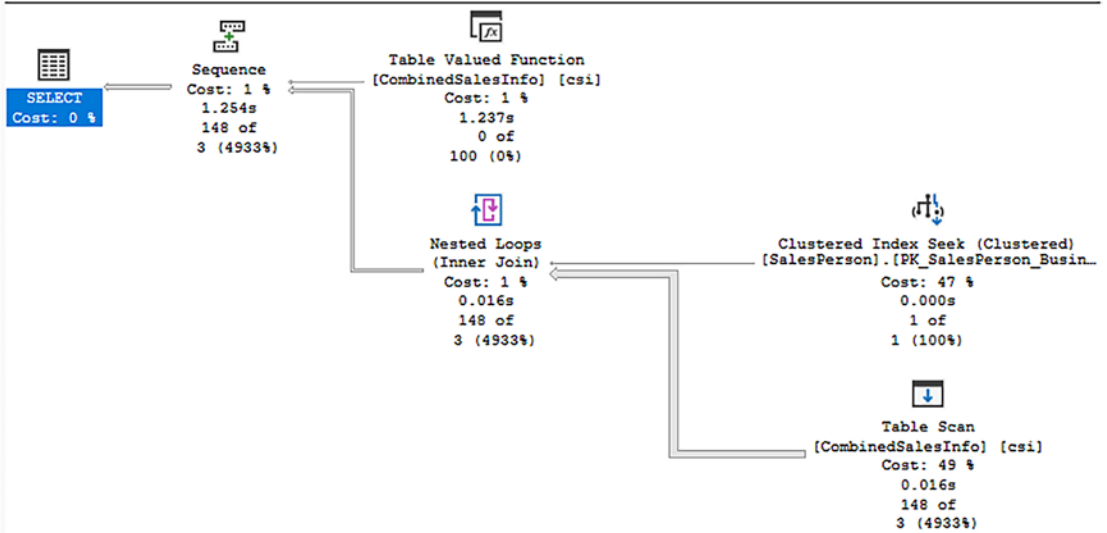 SELECT
Cost: 0 %
Sequence
Cost: 1 %
1.254s
148 of
3 (4933%)
Table Valued Function
[CombinedSalesInfo] [csi]
Cost: 1 %
1.237s
0 of
100 (0%)
Nested Loops
(Inner Join)
Cost: 1 %
0.016s
148 of
3 (4933%)
Clustered Index Seek (Clustered)
[SalesPerson].[PK_SalesPerson_Busin…
Cost: 47 %
0.000s
1 of
1 (100%)
Table Scan
[CombinedSalesInfo] [csi]
Cost: 49 %
0.016s
148 of
3 (4933%)